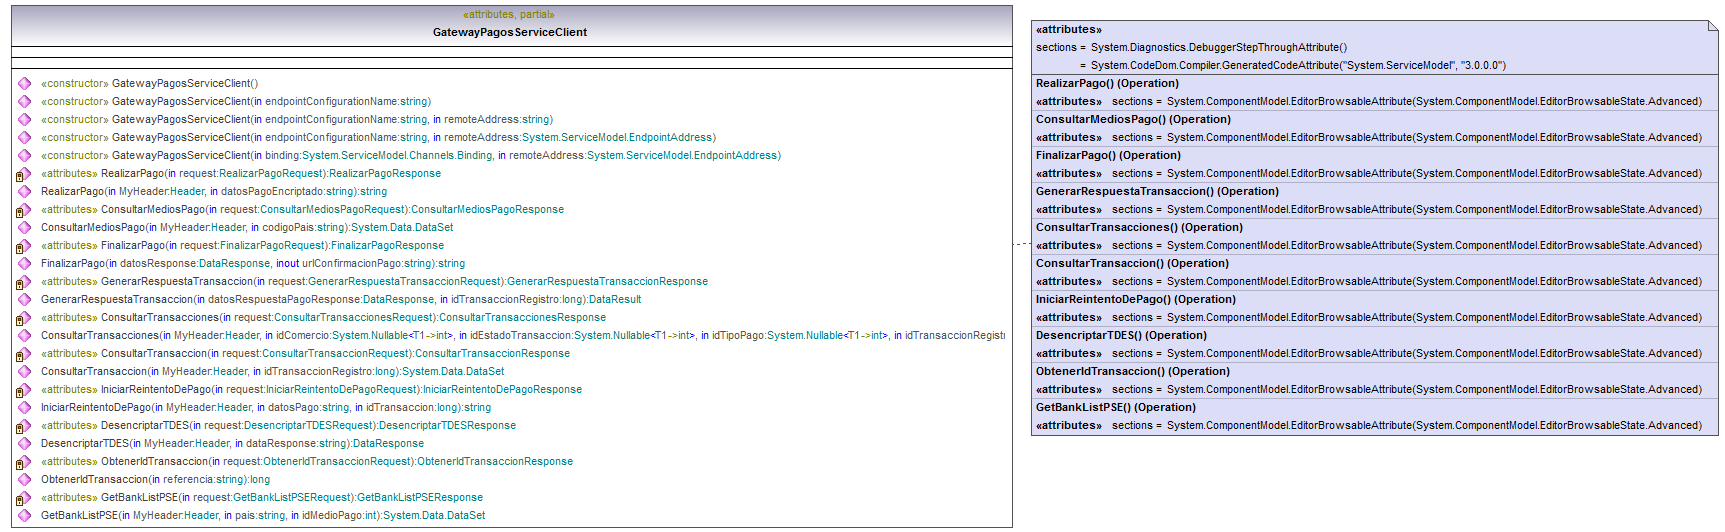 «attributes, partial»
GatewayPagosServiceClient
«constructor» GatewayPagosServiceClient()
«constructor» GatewayPagosServiceClient(in endpointConfigurationName:string)
«constructor» GatewayPagosServiceClient(in endpointConfigurationName:string, in remoteAddress:string)
«constructor» GatewayPagosServiceClient(in endpointConfigurationName:string, in remoteAddress:System.ServiceModel.EndpointAddress)
«constructor» GatewayPagosServiceClient(in binding:System.ServiceModel.Channels.Binding, in remoteAddress:System.ServiceModel.EndpointAddress)
«attributes» RealizarPago(in request:RealizarPagoRequest):RealizarPagoResponse
RealizarPago(in MyHeader:Header, in datosPagoEncriptado:string):string
«attributes» ConsultarMediosPago(in request:ConsultarMediosPagoRequest):ConsultarMediosPagoResponse
ConsultarMediosPago(in MyHeader:Header, in codigoPais:string):System.Data.DataSet
«attributes» FinalizarPago(in request:FinalizarPagoRequest):FinalizarPagoResponse
FinalizarPago(in datosResponse:DataResponse, inout urlConfirmacionPago:string):string
«attributes» GenerarRespuestaTransaccion(in request:GenerarRespuestaTransaccionRequest):GenerarRespuestaTransaccionResponse
GenerarRespuestaTransaccion(in datosRespuestaPagoResponse:DataResponse, in idTransaccionRegistro:long):DataResult
«attributes» ConsultarTransacciones(in request:ConsultarTransaccionesRequest):ConsultarTransaccionesResponse
ConsultarTransacciones(in MyHeader:Header, in idComercio:System.Nullable<T1->int>, in idEstadoTransaccion:System.Nullable<T1->int>, in idTipoPago:System.Nullable<T1->int>, in idTransaccionRegistr
«attributes» ConsultarTransaccion(in request:ConsultarTransaccionRequest):ConsultarTransaccionResponse
ConsultarTransaccion(in MyHeader:Header, in idTransaccionRegistro:long):System.Data.DataSet
«attributes» IniciarReintentoDePago(in request:IniciarReintentoDePagoRequest):IniciarReintentoDePagoResponse
IniciarReintentoDePago(in MyHeader:Header, in datosPago:string, in idTransaccion:long):string
«attributes» DesencriptarTDES(in request:DesencriptarTDESRequest):DesencriptarTDESResponse
DesencriptarTDES(in MyHeader:Header, in dataResponse:string):DataResponse
«attributes» ObtenerIdTransaccion(in request:ObtenerIdTransaccionRequest):ObtenerIdTransaccionResponse
ObtenerIdTransaccion(in referencia:string):long
«attributes» GetBankListPSE(in request:GetBankListPSERequest):GetBankListPSEResponse
GetBankListPSE(in MyHeader:Header, in pais:string, in idMedioPago:int):System.Data.DataSet
«attributes»
sections = System.Diagnostics.DebuggerStepThroughAttribute()
= System.CodeDom.Compiler.GeneratedCodeAttribute("System.ServiceModel", "3.0.0.0")
RealizarPago() (Operation)
«attributes» sections = System.ComponentModel.EditorBrowsableAttribute(System.ComponentModel.EditorBrowsableState.Advanced)
ConsultarMediosPago() (Operation)
«attributes» sections = System.ComponentModel.EditorBrowsableAttribute(System.ComponentModel.EditorBrowsableState.Advanced)
FinalizarPago() (Operation)
«attributes» sections = System.ComponentModel.EditorBrowsableAttribute(System.ComponentModel.EditorBrowsableState.Advanced)
GenerarRespuestaTransaccion() (Operation)
«attributes» sections = System.ComponentModel.EditorBrowsableAttribute(System.ComponentModel.EditorBrowsableState.Advanced)
ConsultarTransacciones() (Operation)
«attributes» sections = System.ComponentModel.EditorBrowsableAttribute(System.ComponentModel.EditorBrowsableState.Advanced)
ConsultarTransaccion() (Operation)
«attributes» sections = System.ComponentModel.EditorBrowsableAttribute(System.ComponentModel.EditorBrowsableState.Advanced)
IniciarReintentoDePago() (Operation)
«attributes» sections = System.ComponentModel.EditorBrowsableAttribute(System.ComponentModel.EditorBrowsableState.Advanced)
DesencriptarTDES() (Operation)
«attributes» sections = System.ComponentModel.EditorBrowsableAttribute(System.ComponentModel.EditorBrowsableState.Advanced)
ObtenerIdTransaccion() (Operation)
«attributes» sections = System.ComponentModel.EditorBrowsableAttribute(System.ComponentModel.EditorBrowsableState.Advanced)
GetBankListPSE() (Operation)
«attributes» sections = System.ComponentModel.EditorBrowsableAttribute(System.ComponentModel.EditorBrowsableState.Advanced)